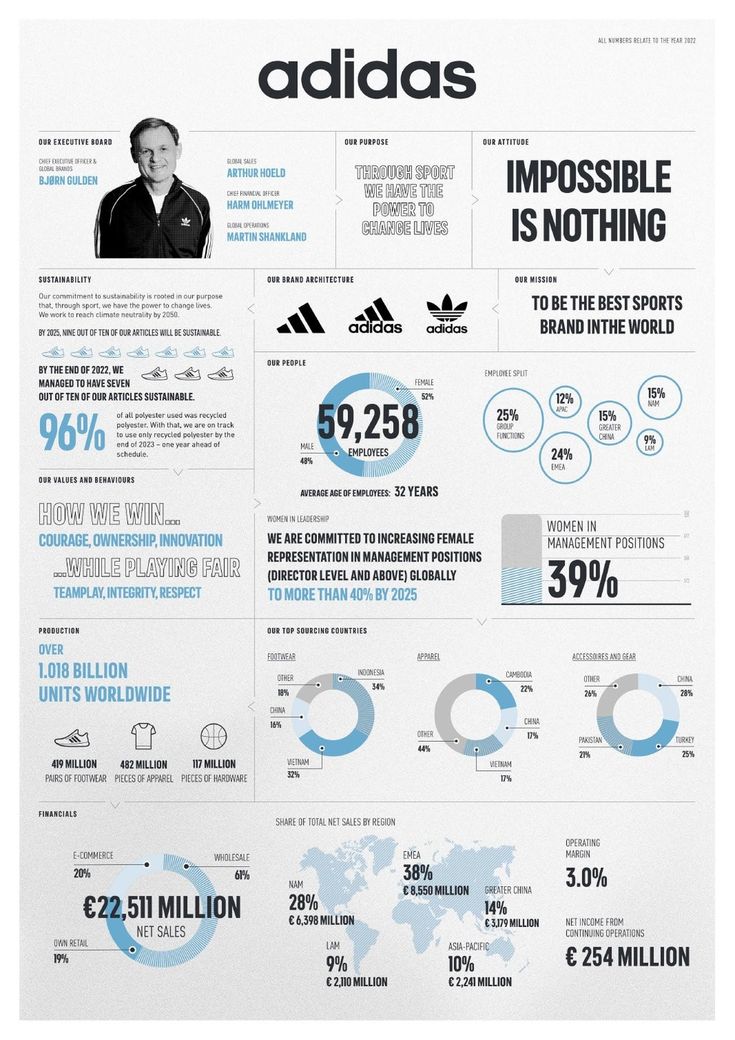 ALL NUMBERS RELATE TO THE YEAR 2022
adidas
OUR EXECUTIVE BOARD
CHIEF EXECUTIVE OFFICER &
GLOBAL BRANDS
BJØRN GULDEN
GLOBAL SALES
ARTHUR HOELD
CHIEF FINANCIAL OFFICER
HARM OHLMEYER
GLOBAL OPERATIONS
MARTIN SHANKLAND
OUR PURPOSE
THROUGH SPORT
WE HAVE THE
POWER TO
CHANGE LIVES
OUR ATTITUDE
IMPOSSIBLE
IS NOTHING
SUSTAINABILITY
Our commitment to sustainability is rooted in our purpose
that, through sport, we have the power to change lives.
We work to reach climate neutrality by 2050.
BY 2025, NINE OUT OF TEN OF OUR ARTICLES WILL BE SUSTAINABLE.
BY THE END OF 2022, WE
MANAGED TO HAVE SEVEN
OUT OF TEN OF OUR ARTICLES SUSTAINABLE.
96%
of all polyester used was recycled
polyester. With that, we are on track
to use only recycled polyester by the
end of 2023 – one year ahead of
schedule.
OUR BRAND ARCHITECTURE
adidas
adidas
OUR MISSION
TO BE THE BEST SPORTS
BRAND INTHE WORLD
OUR PEOPLE
FEMALE
52%
59,258
EMPLOYEES
MALE
48%
AVERAGE AGE OF EMPLOYEES: 32 YEARS
EMPLOYEE SPLIT
25%
GROUP
FUNCTIONS
12%
APAC
24%
EMEA
15%
GREATER
CHINA
15%
NAM
9%
LAM
OUR VALUES AND BEHAVIOURS
HOW WE WIN...
COURAGE, OWNERSHIP, INNOVATION
...WHILE PLAYING FAIR
TEAMPLAY, INTEGRITY, RESPECT
WOMEN IN LEADERSHIP
WE ARE COMMITTED TO INCREASING FEMALE
REPRESENTATION IN MANAGEMENT POSITIONS
(DIRECTOR LEVEL AND ABOVE) GLOBALLY
TO MORE THAN 40% BY 2025
WOMEN IN
MANAGEMENT POSITIONS
39%
PRODUCTION
OVER
1.018 BILLION
UNITS WORLDWIDE
419 MILLION
PAIRS OF FOOTWEAR
482 MILLION
PIECES OF APPAREL
117 MILLION
PIECES OF HARDWARE
OUR TOP SOURCING COUNTRIES
FOOTWEAR
OTHER
18%
INDONESIA
34%
CHINA
16%
VIETNAM
32%
APPAREL
CAMBODIA
22%
CHINA
17%
OTHER
44%
VIETNAM
17%
ACCESSOIRES AND GEAR
OTHER
26%
CHINA
28%
PAKISTAN
21%
TURKEY
25%
FINANCIALS
E-COMMERCE
20%
WHOLESALE
61%
€22,511 MILLION
NET SALES
OWN RETAIL
19%
SHARE OF TOTAL NET SALES BY REGION
NAM
28%
€ 6,398 MILLION
EMEA
38%
€ 8,550 MILLION
GREATER CHINA
14%
€ 3,179 MILLION
LAM
9%
€ 2,110 MILLION
ASIA-PACIFIC
10%
€ 2,241 MILLION
OPERATING
MARGIN
3.0%
NET INCOME FROM
CONTINUING OPERATIONS
€ 254 MILLION